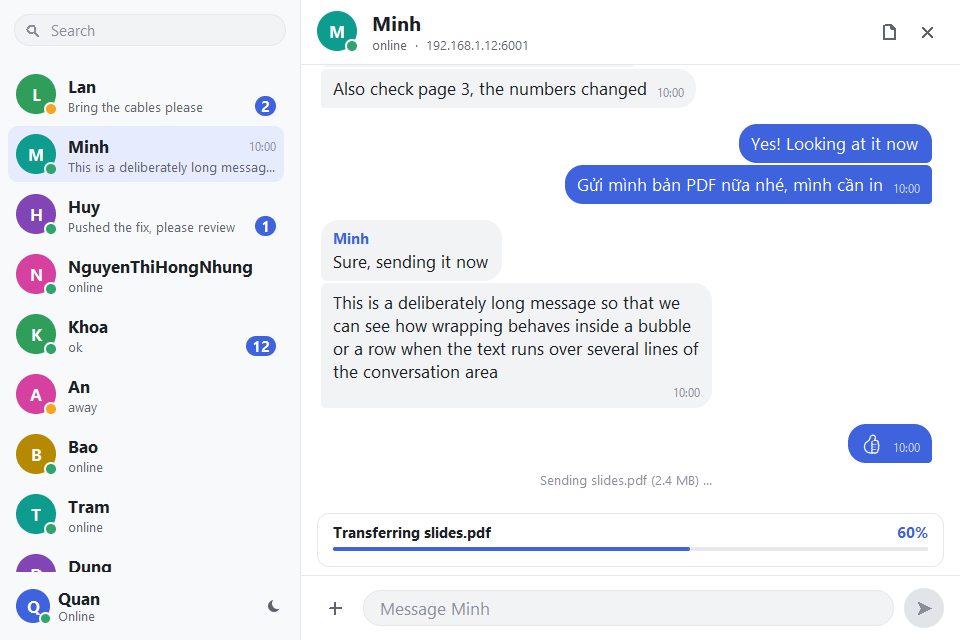 Search
L
Lan
Bring the cables please
2
M
Minh
10:00
This is a deliberately long messag...
H
Huy
Pushed the fix, please review
1
N
NguyenThiHongNhung
online
K
Khoa
ok
12
A
An
away
B
Bao
online
T
Tram
online
D
Dung
Q
Quan
Online
M
Minh
online · 192.168.1.12:6001
Also check page 3, the numbers changed 10:00
Yes! Looking at it now
Gửi mình bản PDF nữa nhé, mình cần in 10:00
Minh
Sure, sending it now
This is a deliberately long message so that we
can see how wrapping behaves inside a bubble
or a row when the text runs over several lines of
the conversation area
10:00
10:00
Sending slides.pdf (2.4 MB) ...
Transferring slides.pdf 60%
Message Minh